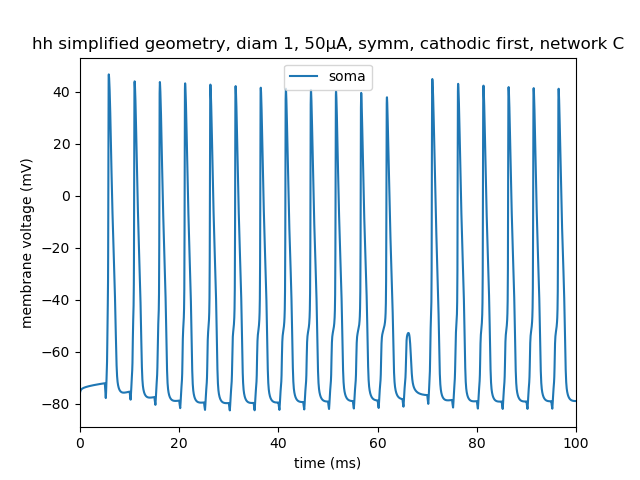 hh simplified geometry, diam 1, 50µA, symm, cathodic first, network C
soma
membrane voltage (mV)
40
20
0
−20
−40
−60
−80
0 20 40 60 80 100
time (ms)